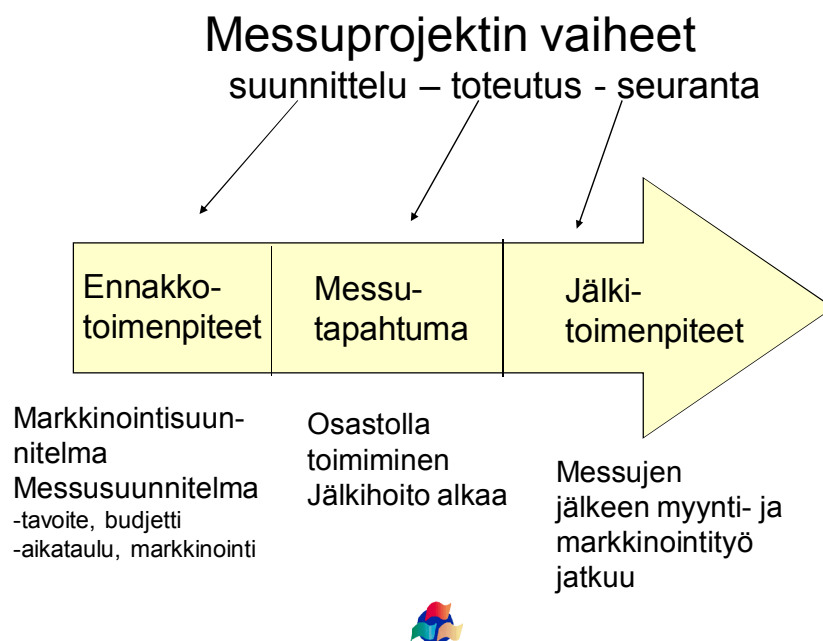 Messuprojektin vaiheet
suunnittelu – toteutus - seuranta
Ennakko-
toimenpiteet
Messu-
tapahtuma
Jälki-
toimenpiteet
Markkinointisuun-
nitelma
Messusuunnitelma
-tavoite, budjetti
-aikataulu, markkinointi
Osastolla
toimiminen
Jälkihoito alkaa
Messujen
jälkeen myynti- ja
markkinointityö
jatkuu